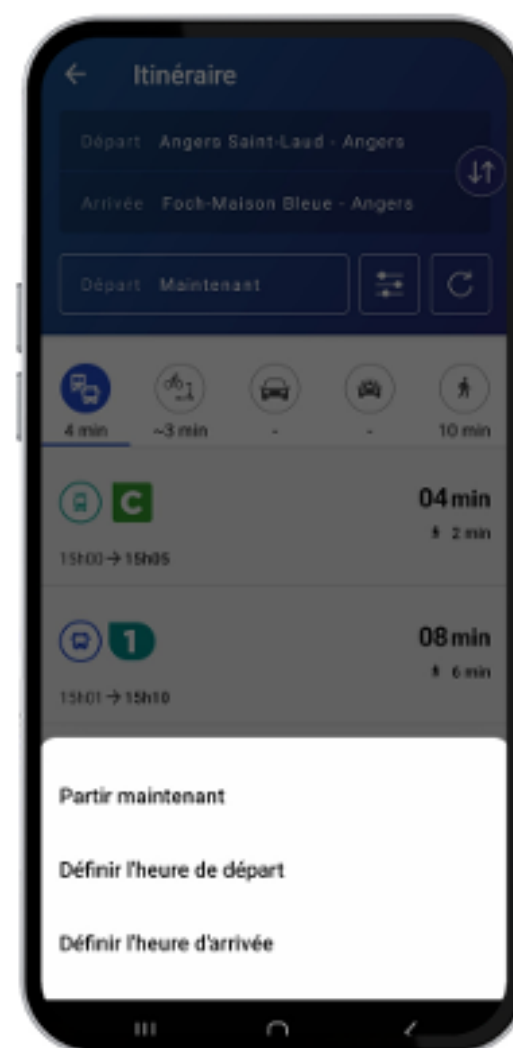 Itinéraire
Départ Angers Saint-Laud - Angers
Arrivée Foch-Maison Bleue - Angers
Départ Maintenant
4 min ~3 min - - 10 min
C 04 min
2 min
15h00 → 15h05
1 08 min
6 min
15h01 → 15h10
Partir maintenant
Définir l'heure de départ
Définir l'heure d'arrivée